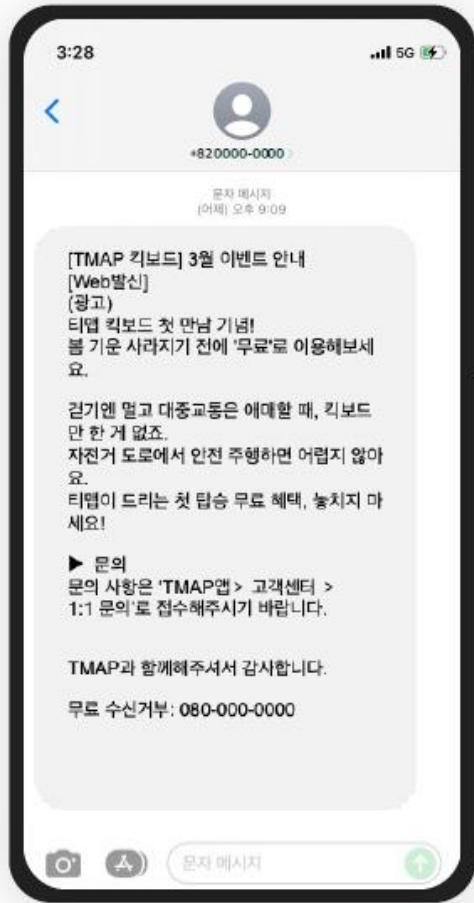 3:28
5G
+820000-0000
문자 메시지
(어제) 오후 9:09
[TMAP 킥보드] 3월 이벤트 안내
[Web발신]
(광고)
티맵 킥보드 첫 만남 기념!
봄 기운 사라지기 전에 '무료'로 이용해보세
요.
걷기엔 멀고 대중교통은 애매할 때, 킥보드
만 한 게 없죠.
자전거 도로에서 안전 주행하면 어렵지 않아
요.
티맵이 드리는 첫 탑승 무료 혜택, 놓치지 마
세요!
▶ 문의
문의 사항은 'TMAP앱 > 고객센터 >
1:1 문의'로 접수해주시기 바랍니다.
TMAP과 함께해주셔서 감사합니다.
무료 수신거부: 080-000-0000
문자 메시지